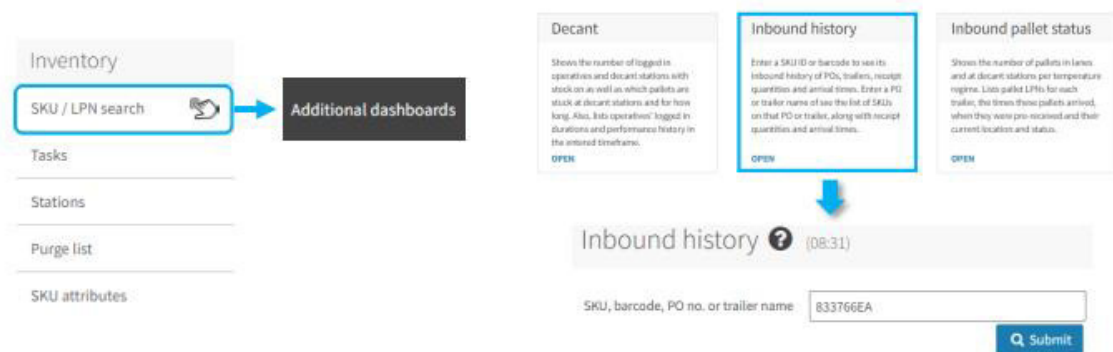 Inventory
SKU / LPN search
Additional dashboards
Tasks
Stations
Purge list
SKU attributes
Decant
Shows the number of logged in
operatives and decant stations with
stock on as well as which pallets are
stuck at decant stations and for how
long. Also, lists operatives' logged in
durations and performance history in
the entered timeframe.
OPEN
Inbound history
Enter a SKU ID or barcode to see its
inbound history of POs, trailers, receipt
quantities and arrival times. Enter a PO
or trailer name of see the list of SKUs
on that PO or trailer, along with receipt
quantities and arrival times.
OPEN
Inbound pallet status
Shows the number of pallets in lanes
and at decant stations per temperature
regime. Lists pallet LPNs for each
trailer, the times these pallets arrived,
when they were pre-received and their
current location and status.
OPEN
Inbound history ? (08:31)
SKU, barcode, PO no. or trailer name 833766EA
Submit